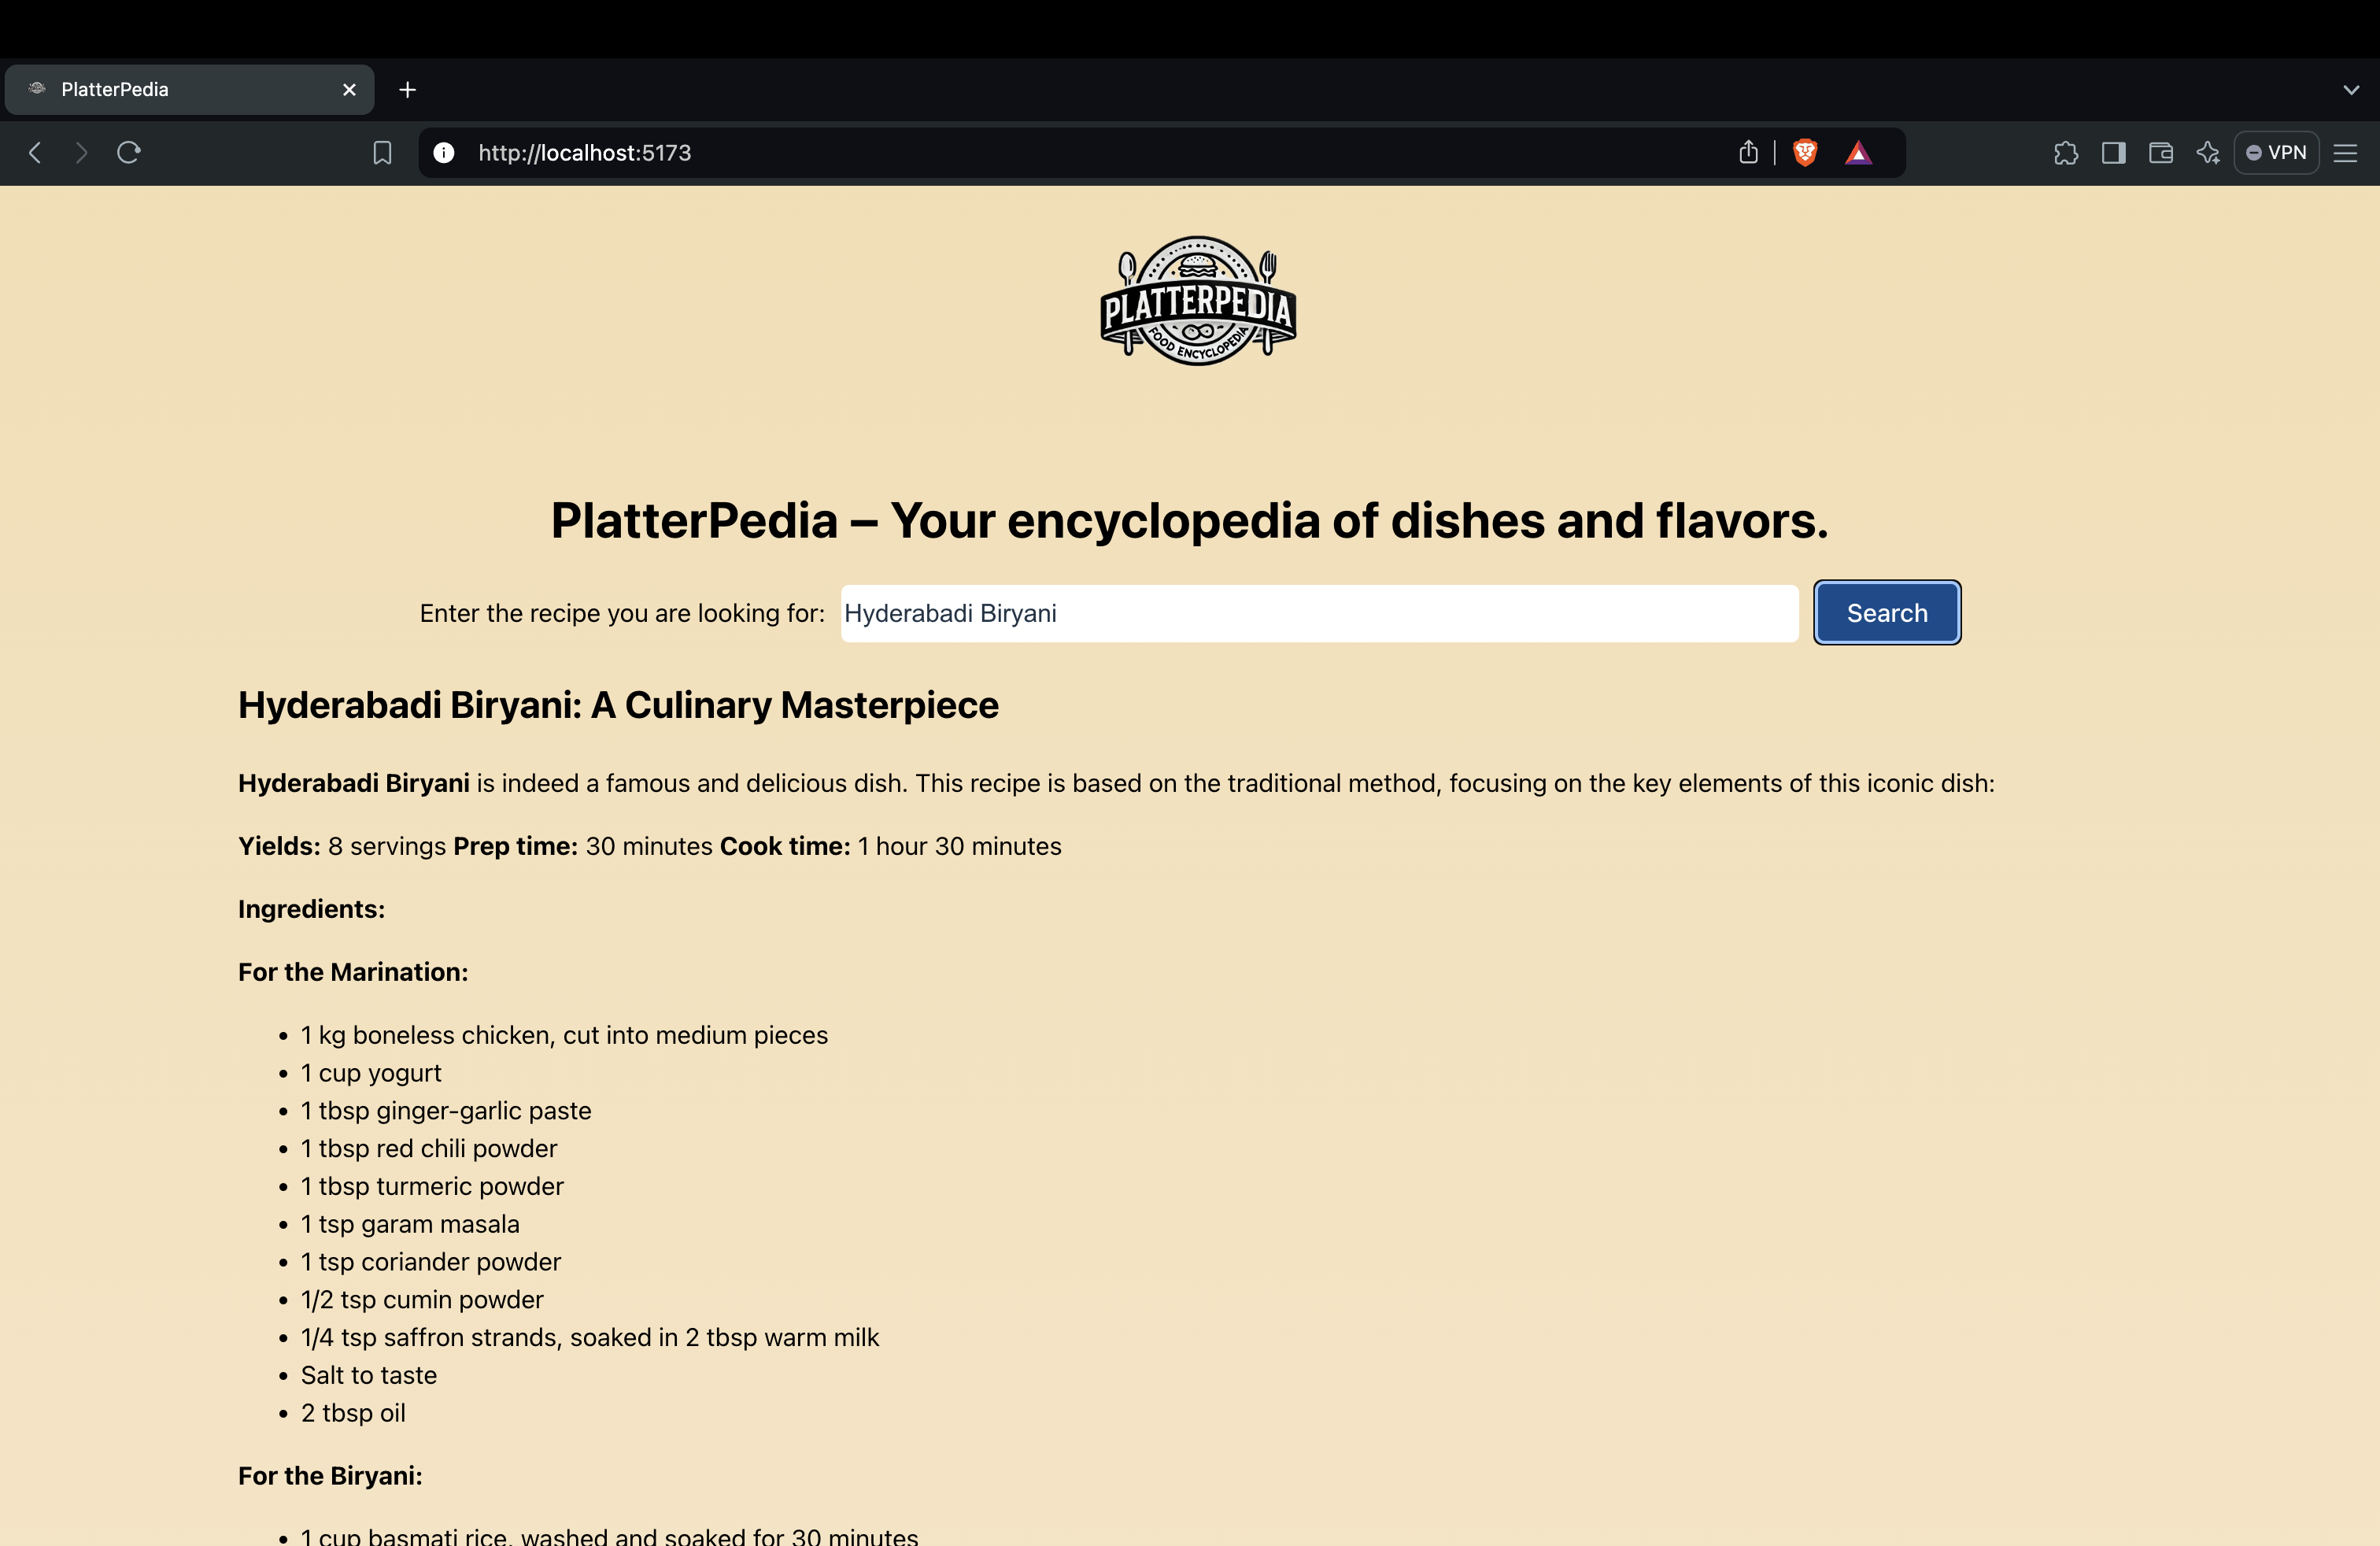 PlatterPedia
http://localhost:5173
VPN
PLATTERPEDIA
FOOD ENCYCLOPEDIA
PlatterPedia – Your encyclopedia of dishes and flavors.
Enter the recipe you are looking for: Hyderabadi Biryani Search
Hyderabadi Biryani: A Culinary Masterpiece
Hyderabadi Biryani is indeed a famous and delicious dish. This recipe is based on the traditional method, focusing on the key elements of this iconic dish:
Yields: 8 servings Prep time: 30 minutes Cook time: 1 hour 30 minutes
Ingredients:
For the Marination:
• 1 kg boneless chicken, cut into medium pieces
• 1 cup yogurt
• 1 tbsp ginger-garlic paste
• 1 tbsp red chili powder
• 1 tbsp turmeric powder
• 1 tsp garam masala
• 1 tsp coriander powder
• 1/2 tsp cumin powder
• 1/4 tsp saffron strands, soaked in 2 tbsp warm milk
• Salt to taste
• 2 tbsp oil
For the Biryani:
• 1 cup basmati rice, washed and soaked for 30 minutes